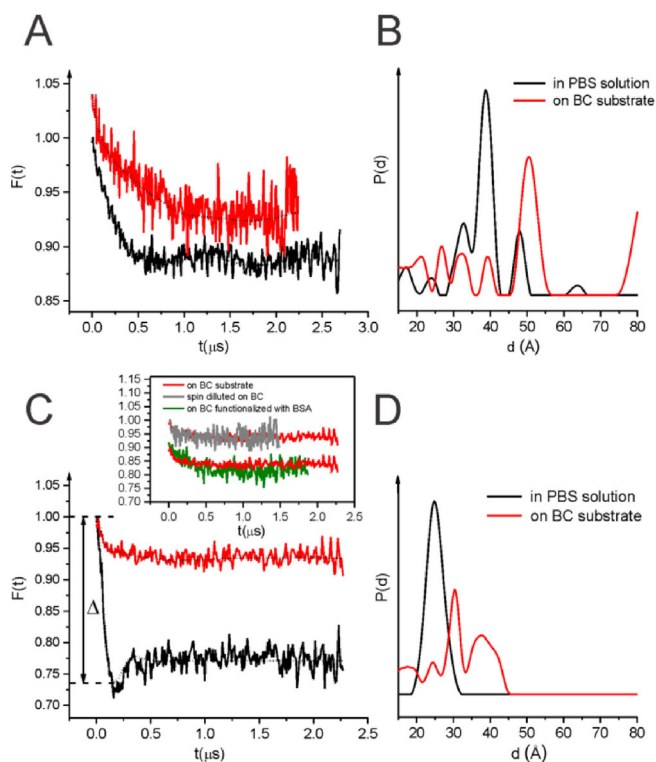 A
1.05
1.00
0.95
0.90
0.85
F(t)
0.0 0.5 1.0 1.5 2.0 2.5 3.0
t(μs)
B
in PBS solution
on BC substrate
P(d)
20 30 40 50 60 70 80
d (Å)
C
1.15
1.10
1.05
1.00
0.95
0.90
0.85
0.80
0.75
0.70
on BC substrate
spin diluted on BC
on BC functionalized with BSA
0.0 0.5 1.0 1.5 2.0 2.5
t(μs)
1.05
1.00
0.95
0.90
0.85
0.80
0.75
0.70
F(t)
Δ
0.0 0.5 1.0 1.5 2.0 2.5
t(μs)
D
in PBS solution
on BC substrate
P(d)
20 30 40 50 60 70 80
d (Å)